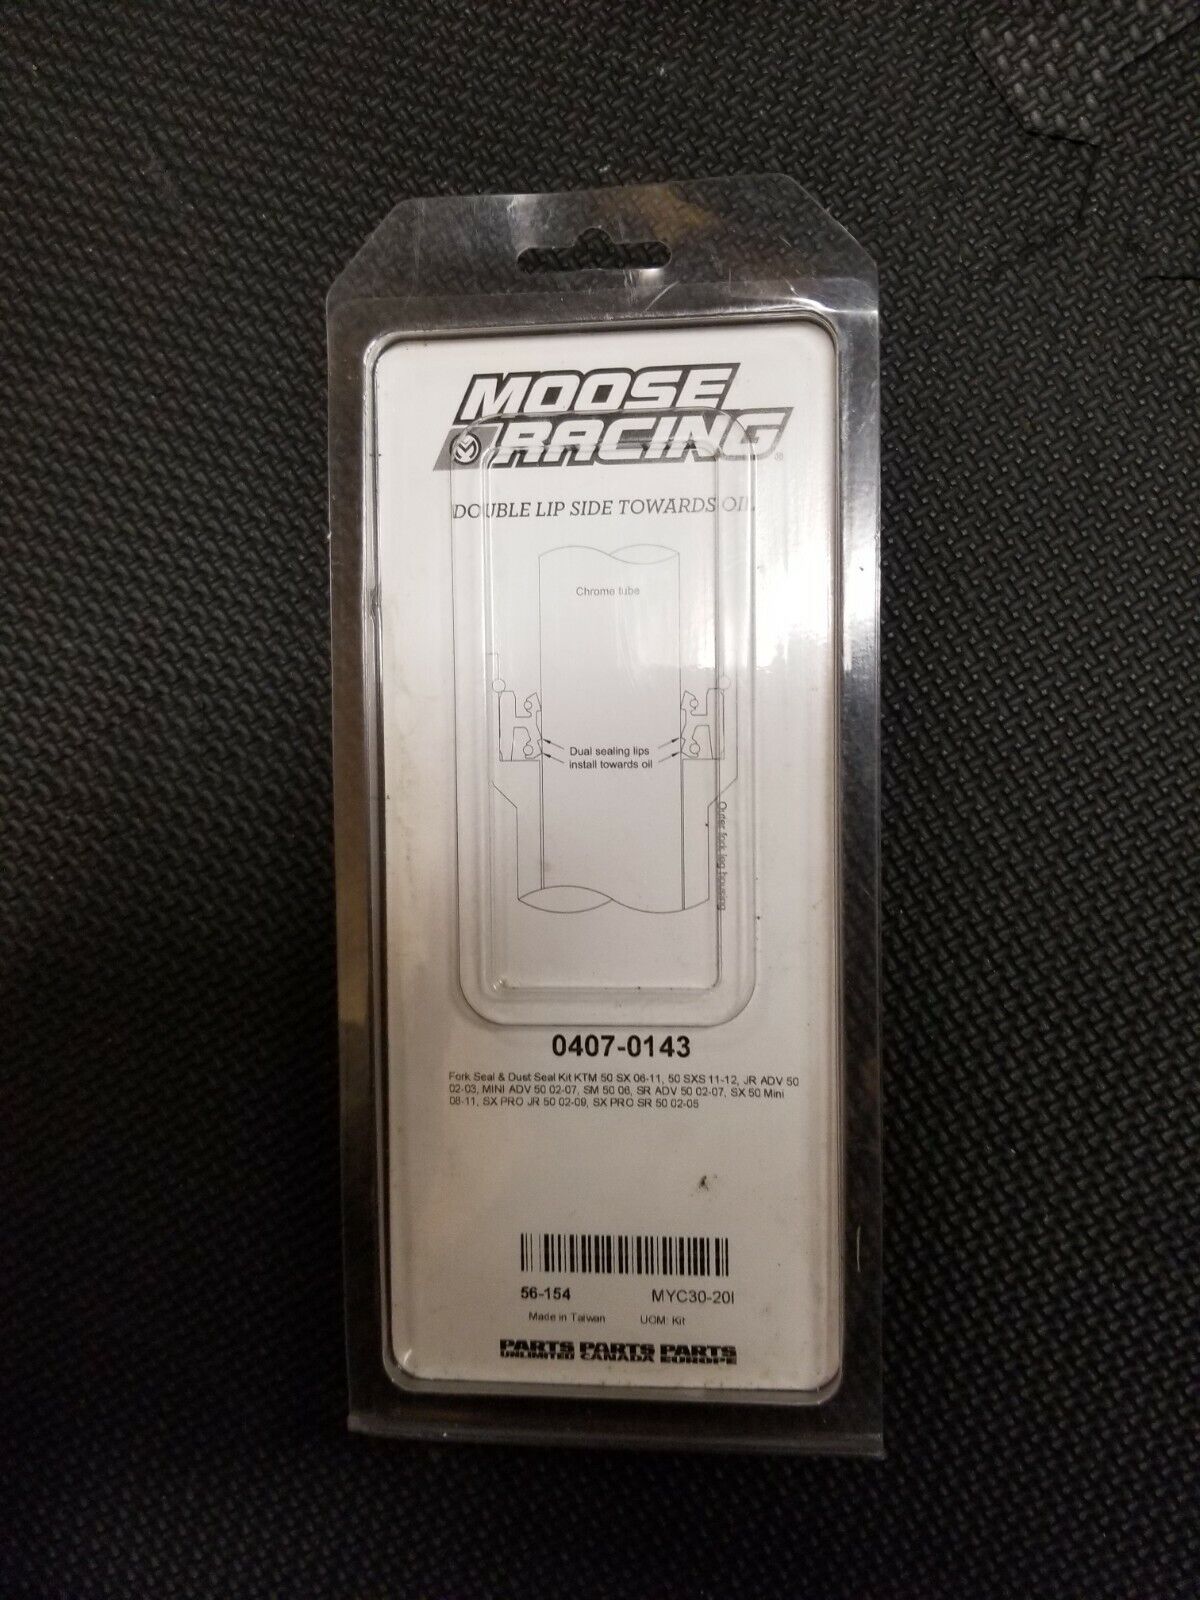 MOOSE
RACING®
DOUBLE LIP SIDE TOWARDS OIL
Chrome tube
Dual sealing lips
install towards oil
Outer fork leg housing
0407-0143
Fork Seal & Dust Seal Kit KTM 50 SX 06-11, 50 SXS 11-12, JR ADV 50
02-03, MINI ADV 50 02-07, SM 50 06, SR ADV 50 02-07, SX 50 Mini
08-11, SX PRO JR 50 02-09, SX PRO SR 50 02-05
56-154 MYC30-20I
Made in Taiwan UOM: Kit
PARTS PARTS PARTS
UNLIMITED CANADA EUROPE